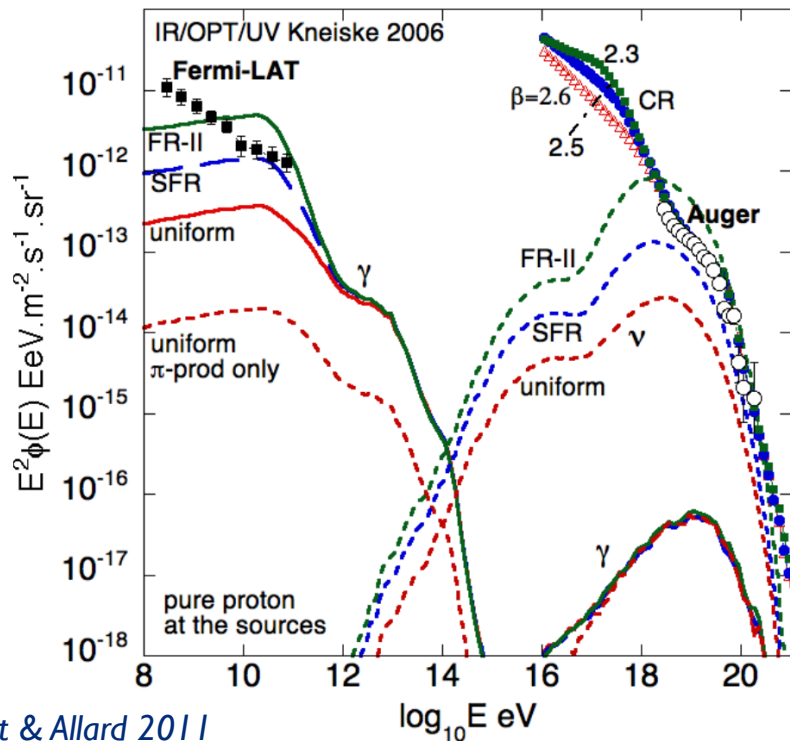 IR/OPT/UV Kneiske 2006
Fermi-LAT
FR-II
SFR
uniform
uniform
π-prod only
pure proton
at the sources
γ
2.3
β=2.6
CR
2.5
Auger
FR-II
SFR
ν
uniform
γ
10⁻¹¹
10⁻¹²
10⁻¹³
10⁻¹⁴
10⁻¹⁵
10⁻¹⁶
10⁻¹⁷
10⁻¹⁸
E²ϕ(E) EeV.m⁻².s⁻¹.sr⁻¹
8 10 12 14 16 18 20
log₁₀E eV
& Allard 2011